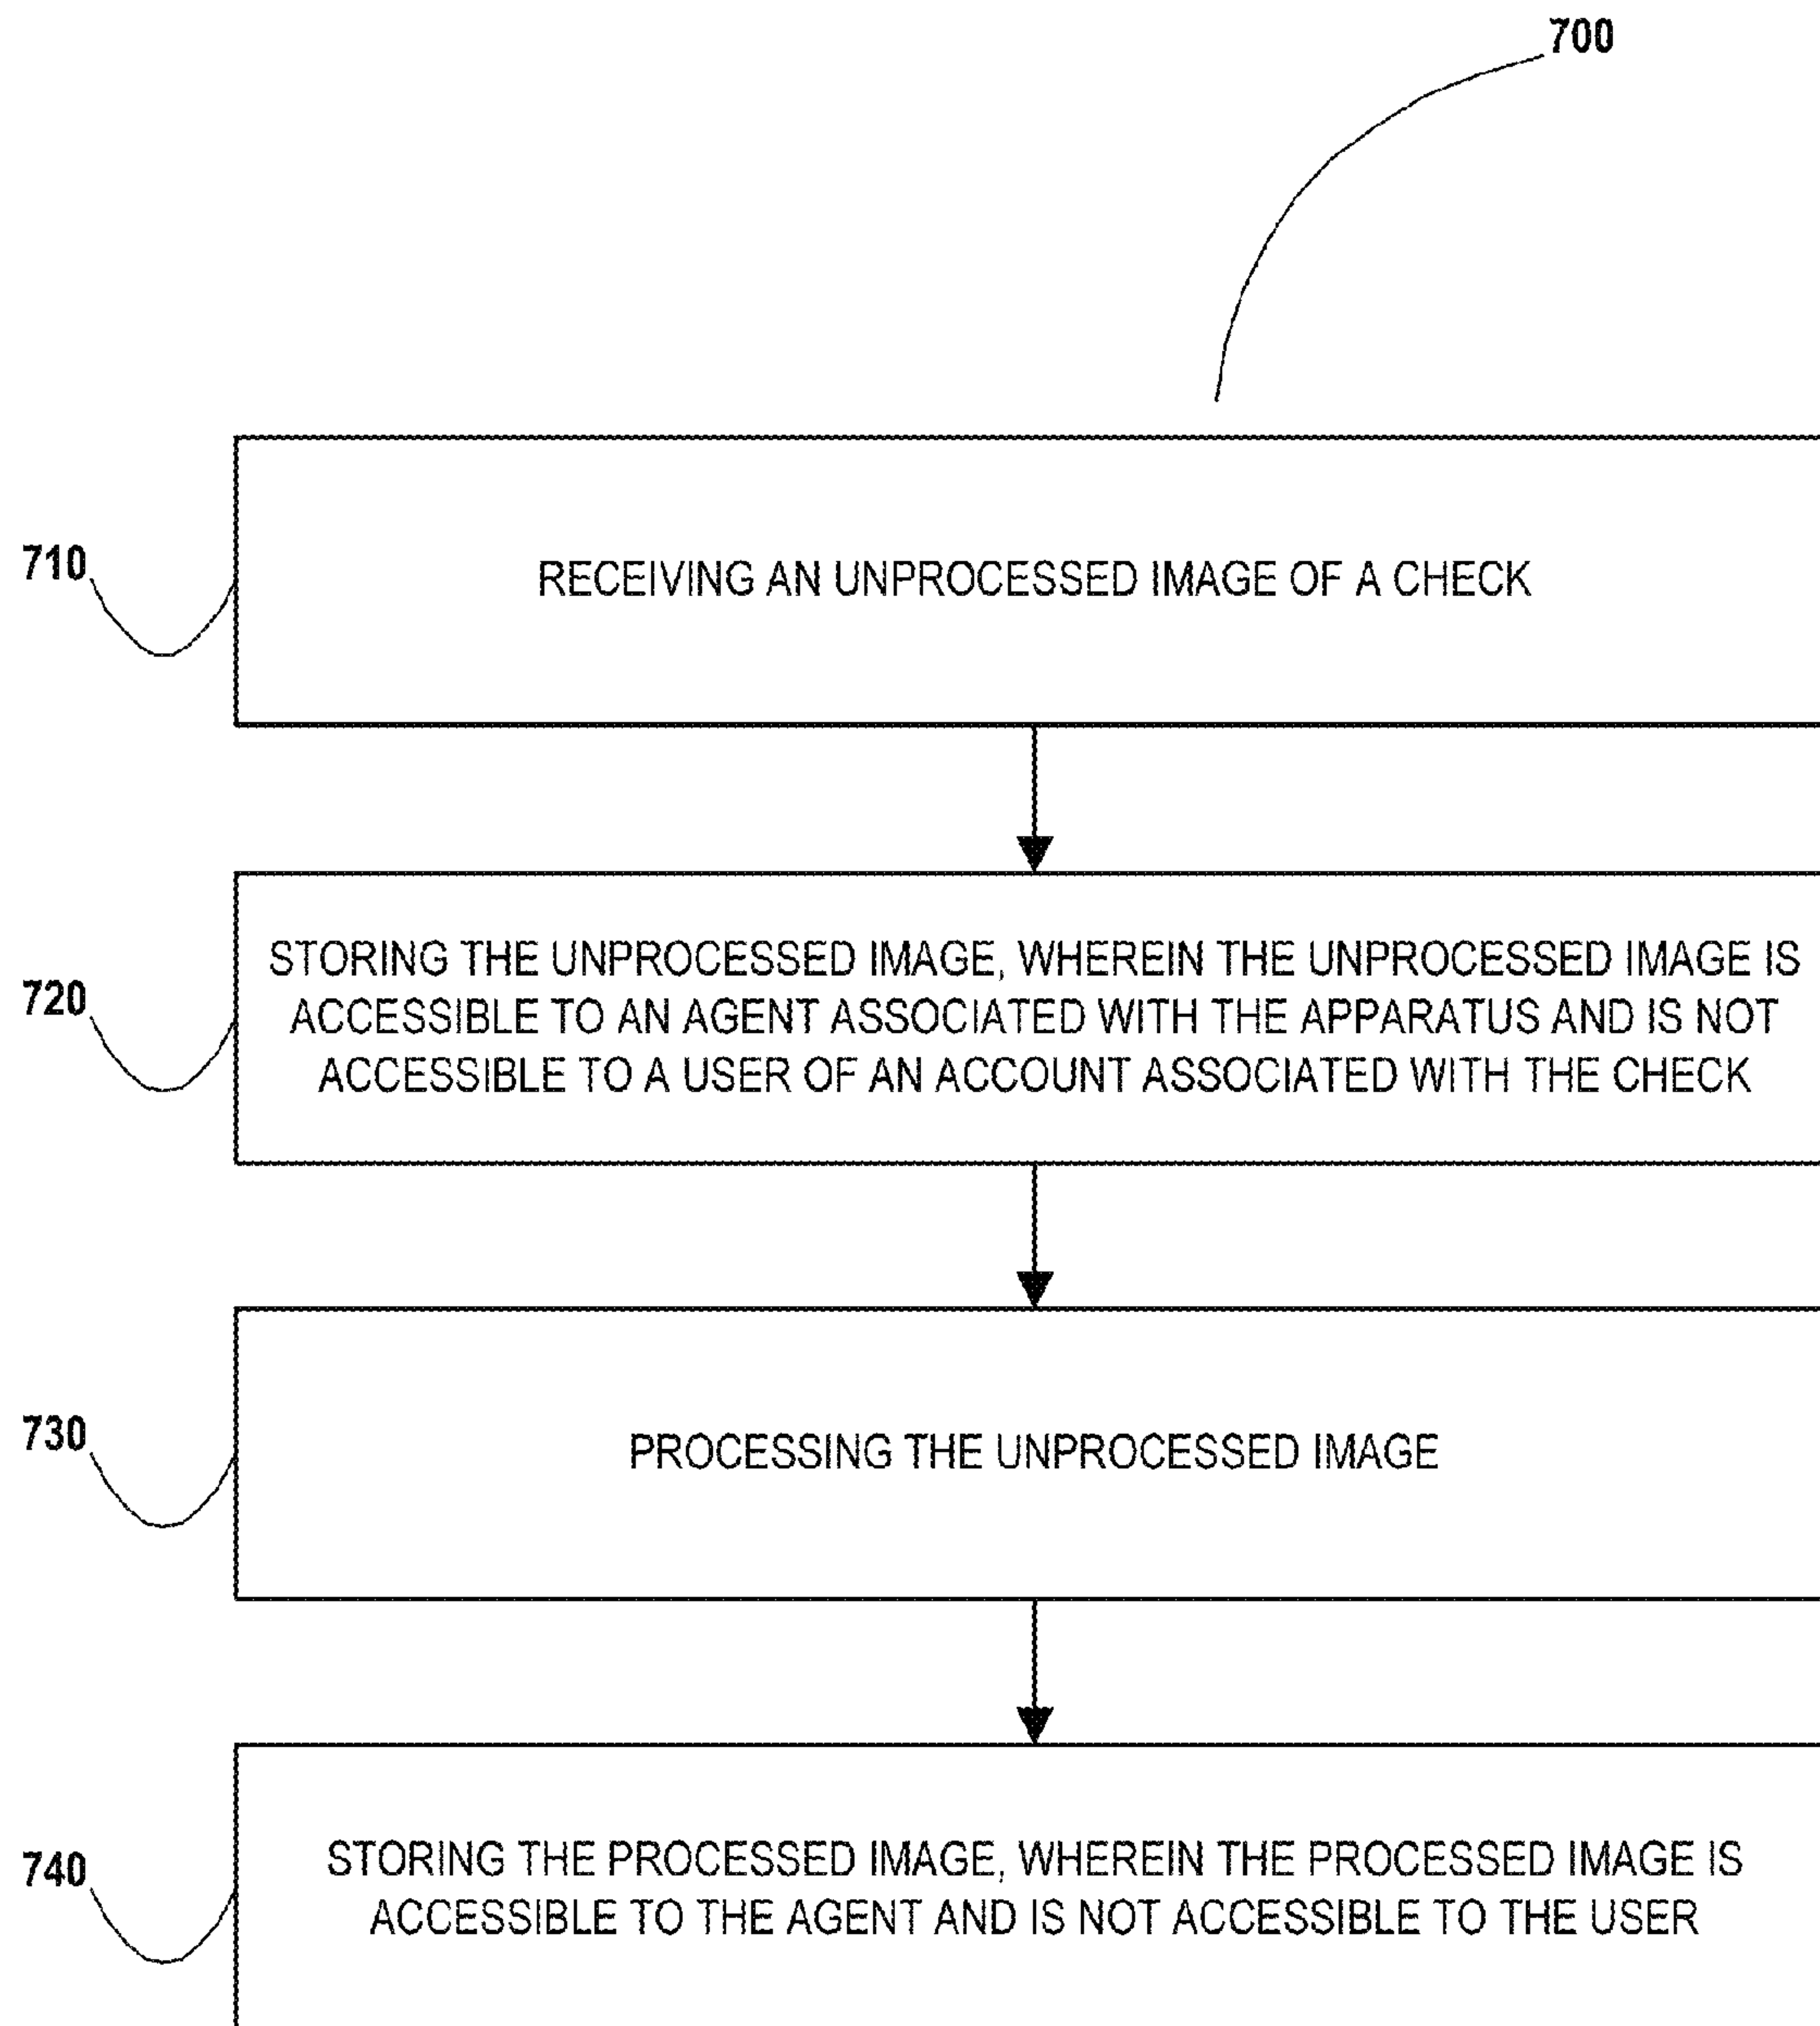 700
710
RECEIVING AN UNPROCESSED IMAGE OF A CHECK
720
STORING THE UNPROCESSED IMAGE, WHEREIN THE UNPROCESSED IMAGE IS
ACCESSIBLE TO AN AGENT ASSOCIATED WITH THE APPARATUS AND IS NOT
ACCESSIBLE TO A USER OF AN ACCOUNT ASSOCIATED WITH THE CHECK
730
PROCESSING THE UNPROCESSED IMAGE
740
STORING THE PROCESSED IMAGE, WHEREIN THE PROCESSED IMAGE IS
ACCESSIBLE TO THE AGENT AND IS NOT ACCESSIBLE TO THE USER